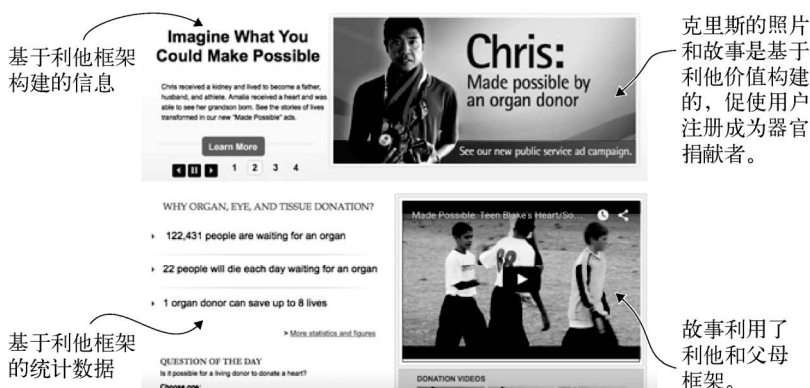 基于利他框架
构建的信息
Imagine What You
Could Make Possible
Chris received a kidney and lived to become a father,
husband, and athlete. Amalia received a heart and was
able to see her grandson born. See the stories of lives
transformed in our new "Made Possible" ads.
Learn More
1 2 3 4
Chris:
Made possible by
an organ donor
See our new public service ad campaign.
克里斯的照片
和故事是基于
利他价值构建
的，促使用户
注册成为器官
捐献者。
WHY ORGAN, EYE, AND TISSUE DONATION?
122,431 people are waiting for an organ
22 people will die each day waiting for an organ
1 organ donor can save up to 8 lives
> More statistics and figures
基于利他框架
的统计数据
QUESTION OF THE DAY
Is it possible for a living donor to donate a heart?
Choose one:
Made Possible: Teen Blake's Heart/So...
88
DONATION VIDEOS
故事利用了
利他和父母
框架。